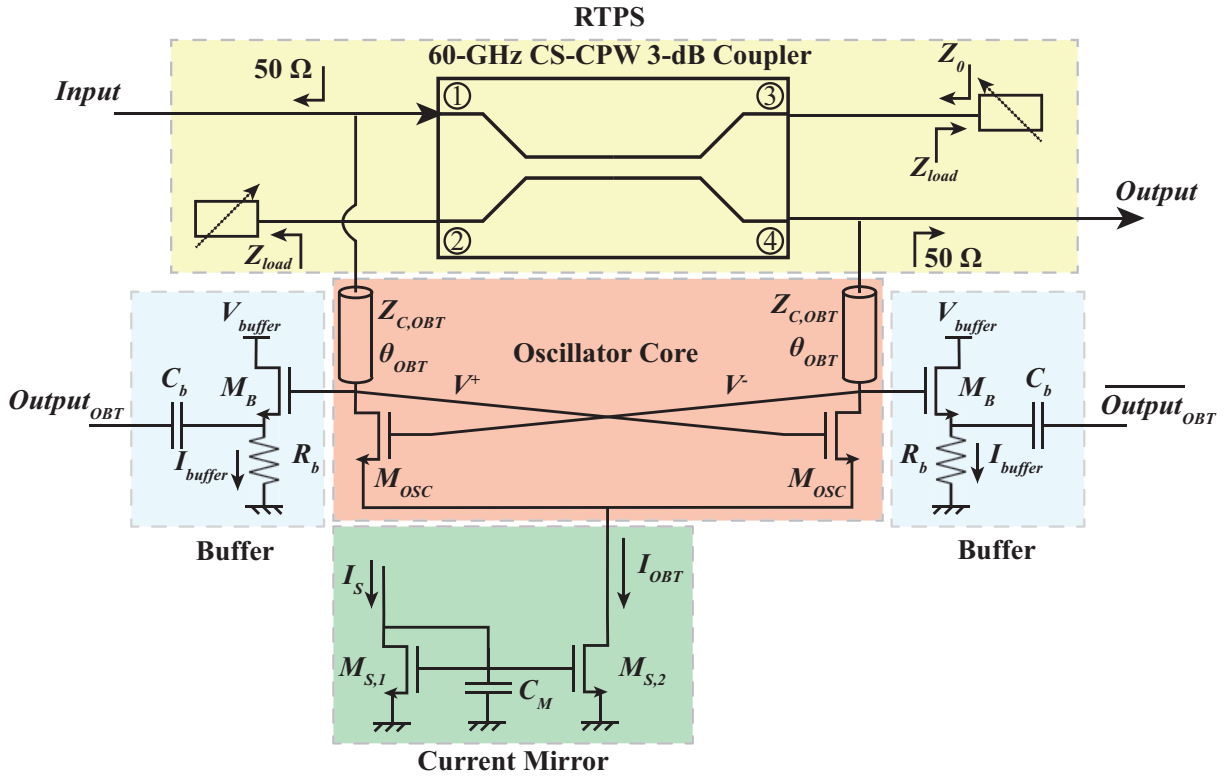 RTPS
60-GHz CS-CPW 3-dB Coupler
50 Ω
Z0
Input
1
3
Zload
Output
2
4
Zload
50 Ω
Vbuffer
ZC,OBT
θOBT
Oscillator Core
ZC,OBT
θOBT
Vbuffer
Cb
MB
V+
V-
MB
Cb
OutputOBT
OutputOBT
Ibuffer
Rb
MOSC
MOSC
Rb
Ibuffer
Buffer
Buffer
IS
IOBT
MS,1
CM
MS,2
Current Mirror